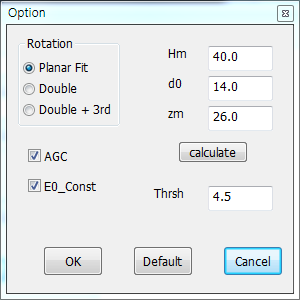 Option
Rotation
Planar Fit
Double
Double + 3rd
Hm 40.0
d0 14.0
zm 26.0
calculate
AGC
E0_Const
Thrsh 4.5
OK Default Cancel